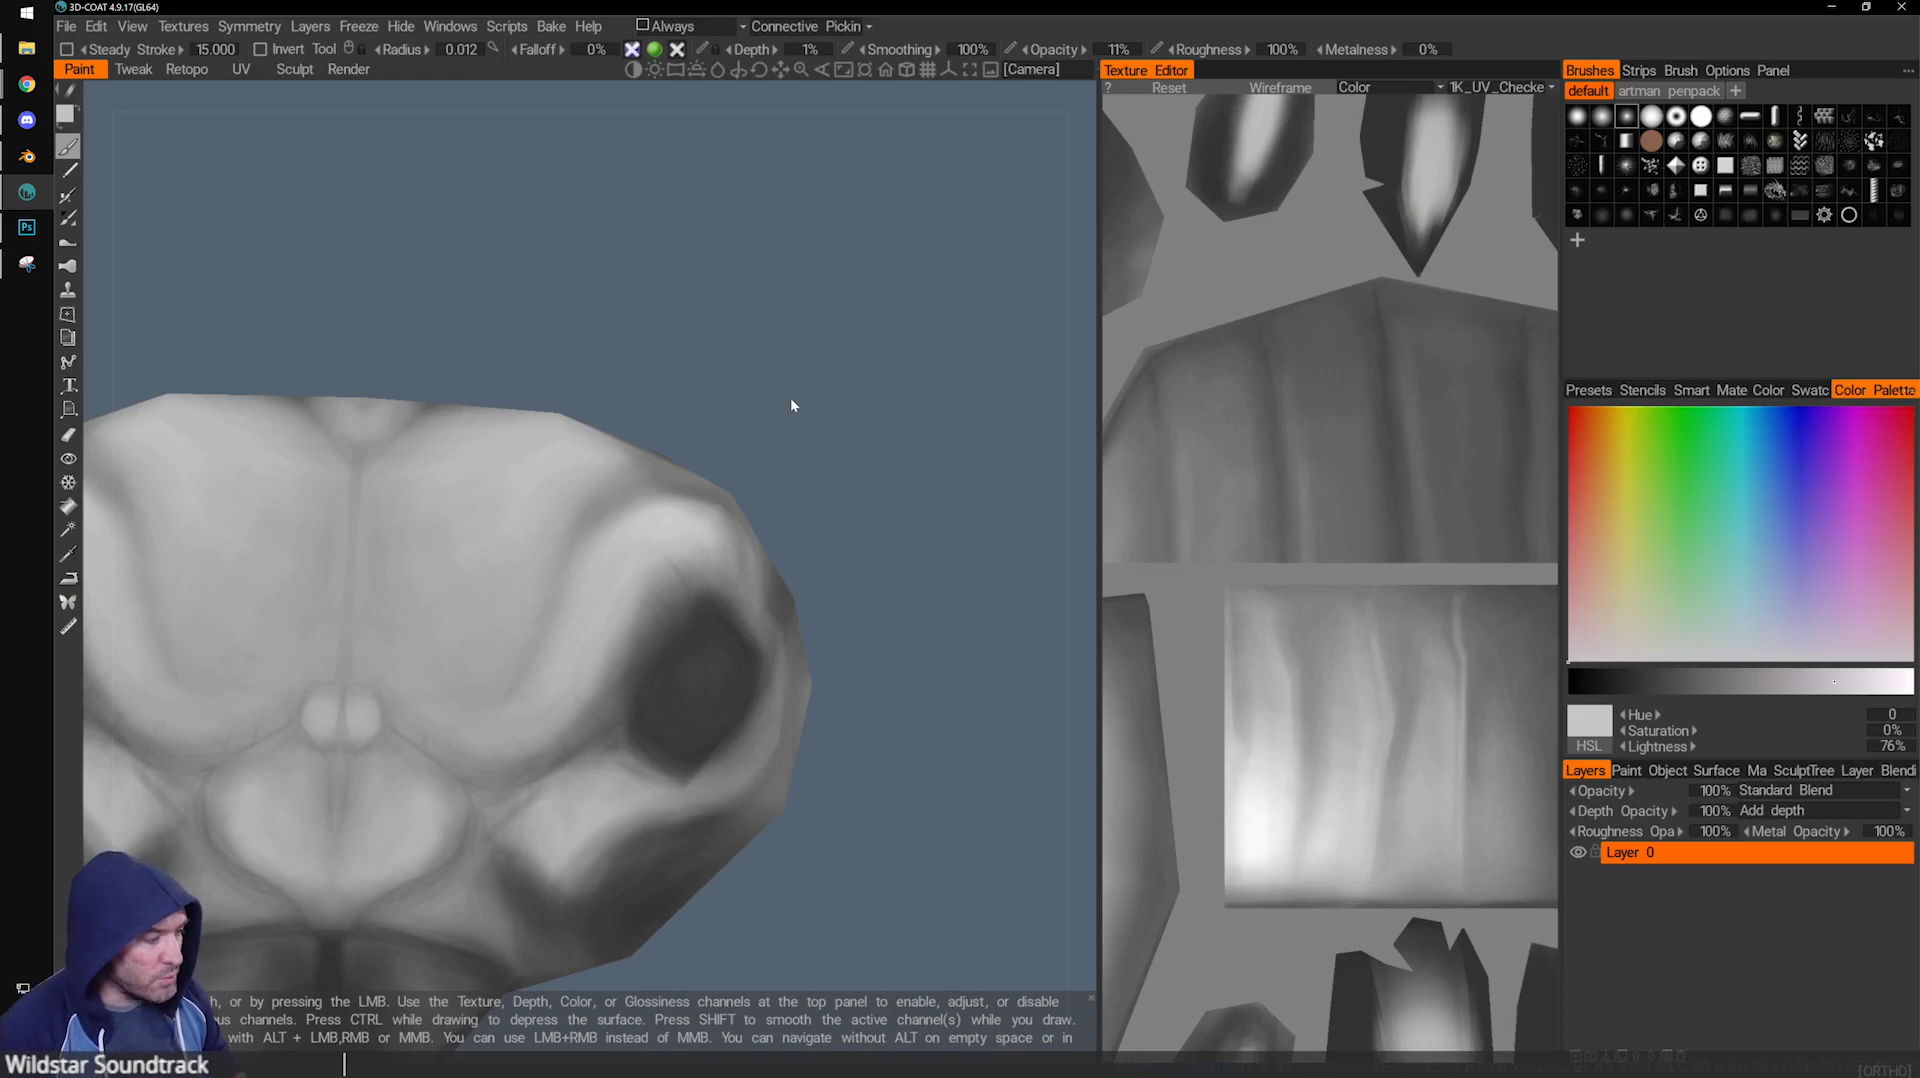 3D-COAT 4.9.17(GL64)
File Edit View Textures Symmetry Layers Freeze Hide Windows Scripts Bake Help Always Connective Pickin
Steady Stroke 15.000 Invert Tool Radius 0.012 Falloff 0% Depth 1% Smoothing 100% Opacity 11% Roughness 100% Metalness 0%
Paint Tweak Retopo UV Sculpt Render [Camera]
Texture Editor
? Reset Wireframe Color 1K_UV_Checke
Brushes Strips Brush Options Panel
default artman penpack
Presets Stencils Smart Mate Color Swatc Color Palette
Hue 0
Saturation 0%
HSL Lightness 76%
Layers Paint Object Surface Ma SculptTree Layer Blendi
Opacity 100% Standard Blend
Depth Opacity 100% Add depth
Roughness Opa 100% Metal Opacity 100%
Layer 0
Ps
h, or by pressing the LMB. Use the Texture, Depth, Color, or Glossiness channels at the top panel to enable, adjust, or disable
us channels. Press CTRL while drawing to depress the surface. Press SHIFT to smooth the active channel(s) while you draw.
with ALT + LMB,RMB or MMB. You can use LMB+RMB instead of MMB. You can navigate without ALT on empty space or in
Wildstar Soundtrack
[ORTHO]